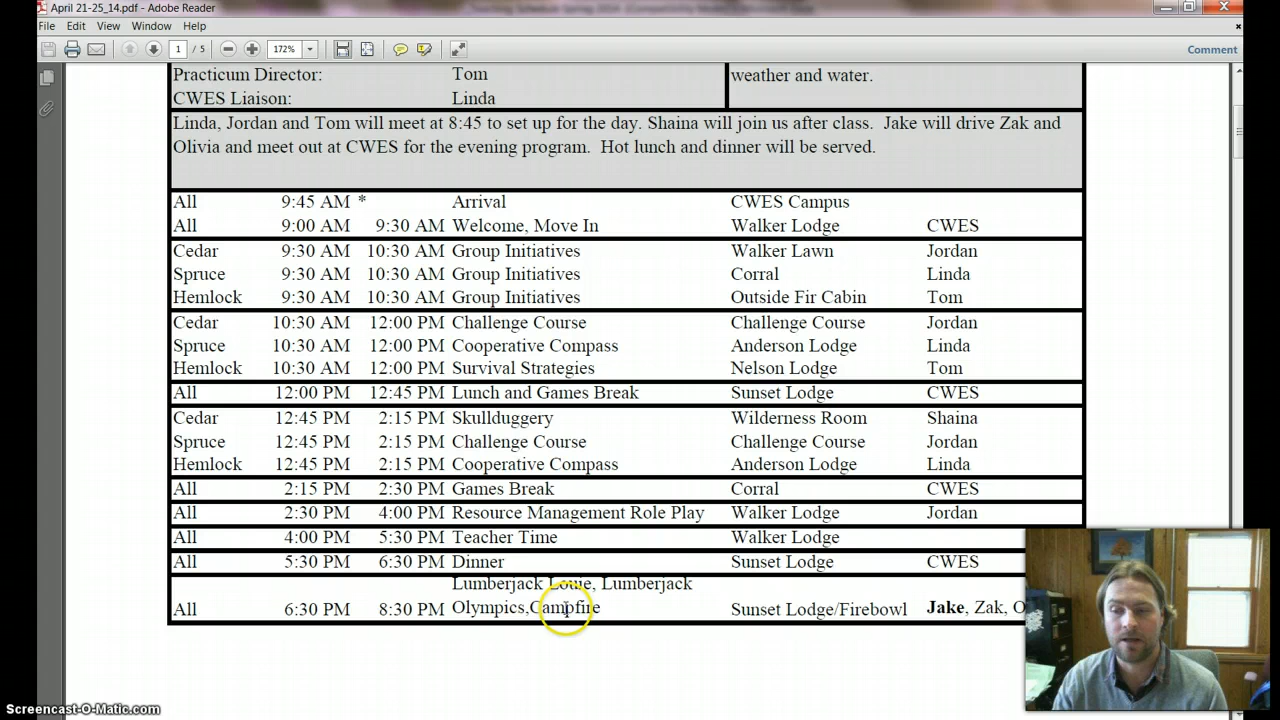 April 21-25_14.pdf - Adobe Reader
File Edit View Window Help
1 / 5 172% Comment
Practicum Director: Tom weather and water.
CWES Liaison: Linda
Linda, Jordan and Tom will meet at 8:45 to set up for the day. Shaina will join us after class. Jake will drive Zak and
Olivia and meet out at CWES for the evening program. Hot lunch and dinner will be served.
All 9:45 AM * Arrival CWES Campus
All 9:00 AM 9:30 AM Welcome, Move In Walker Lodge CWES
Cedar 9:30 AM 10:30 AM Group Initiatives Walker Lawn Jordan
Spruce 9:30 AM 10:30 AM Group Initiatives Corral Linda
Hemlock 9:30 AM 10:30 AM Group Initiatives Outside Fir Cabin Tom
Cedar 10:30 AM 12:00 PM Challenge Course Challenge Course Jordan
Spruce 10:30 AM 12:00 PM Cooperative Compass Anderson Lodge Linda
Hemlock 10:30 AM 12:00 PM Survival Strategies Nelson Lodge Tom
All 12:00 PM 12:45 PM Lunch and Games Break Sunset Lodge CWES
Cedar 12:45 PM 2:15 PM Skullduggery Wilderness Room Shaina
Spruce 12:45 PM 2:15 PM Challenge Course Challenge Course Jordan
Hemlock 12:45 PM 2:15 PM Cooperative Compass Anderson Lodge Linda
All 2:15 PM 2:30 PM Games Break Corral CWES
All 2:30 PM 4:00 PM Resource Management Role Play Walker Lodge Jordan
All 4:00 PM 5:30 PM Teacher Time Walker Lodge
All 5:30 PM 6:30 PM Dinner Sunset Lodge CWES
Lumberjack Louie, Lumberjack
All 6:30 PM 8:30 PM Olympics,Campfire Sunset Lodge/Firebowl Jake, Zak, O
Screencast-O-Matic.com